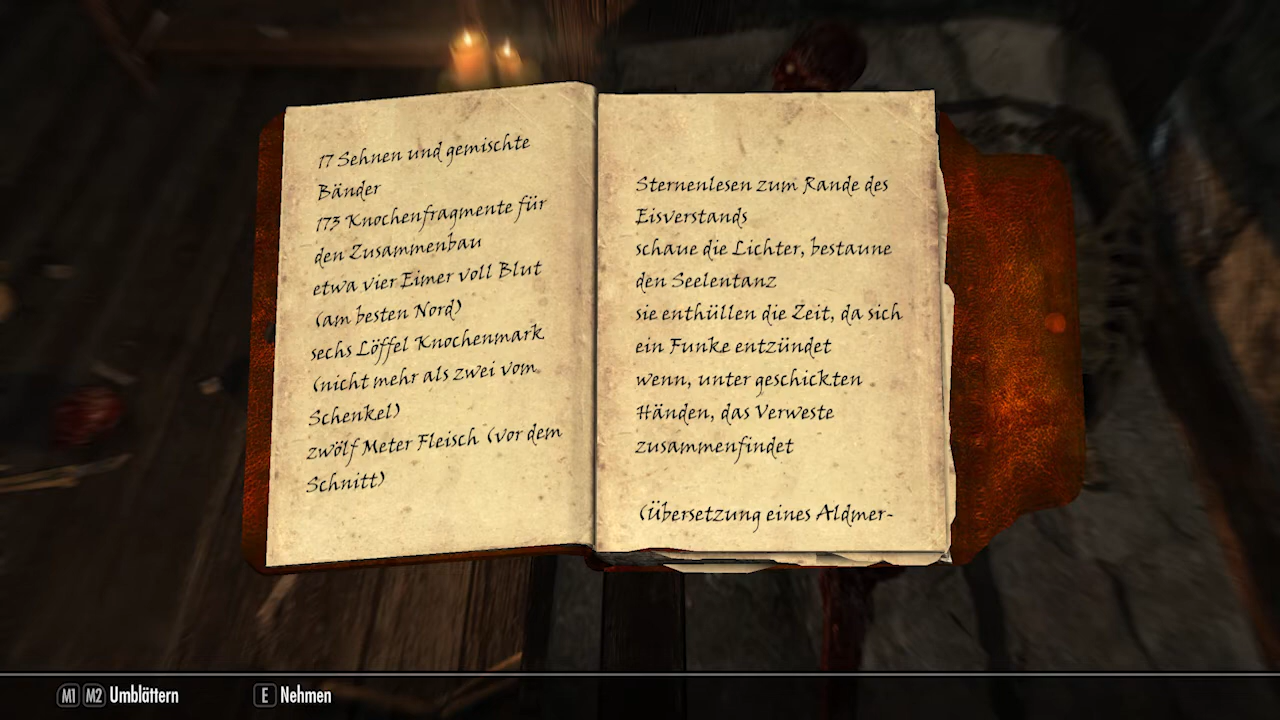 17 Sehnen und gemischte
Bänder
173 Knochenfragmente für
den Zusammenbau
etwa vier Eimer voll Blut
(am besten Nord)
sechs Löffel Knochenmark
(nicht mehr als zwei vom
Schenkel)
zwölf Meter Fleisch (vor dem
Schnitt)
Sternenlesen zum Rande des
Eisverstands
schaue die Lichter, bestaune
den Seelentanz
sie enthüllen die Zeit, da sich
ein Funke entzündet
wenn, unter geschickten
Händen, das Verweste
zusammenfindet
(Übersetzung eines Aldmer-
M1 M2 Umblättern
E Nehmen